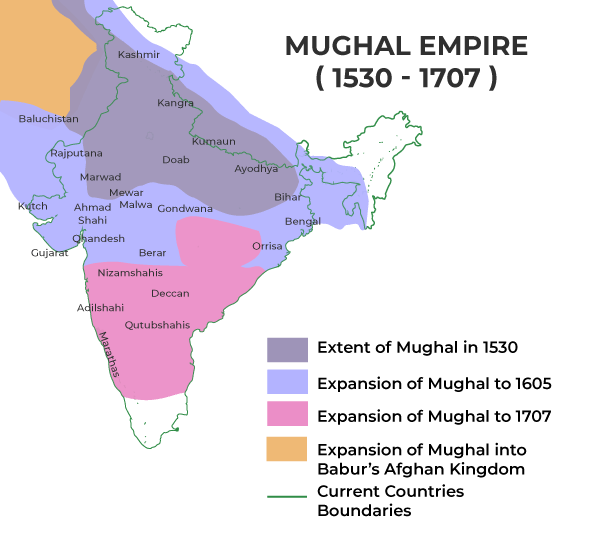 MUGHAL EMPIRE
( 1530 - 1707 )
Kashmir
Kangra
Baluchistan
Kumaun
Rajputana
Doab
Ayodhya
Marwad
Mewar
Bihar
Kutch
Ahmad
Shahi
Malwa
Gondwana
Bengal
Qhandesh
Orrisa
Gujarat
Berar
Nizamshahis
Deccan
Adilshahi
Qutubshahis
Marathas
Extent of Mughal in 1530
Expansion of Mughal to 1605
Expansion of Mughal to 1707
Expansion of Mughal into
Babur's Afghan Kingdom
Current Countries
Boundaries